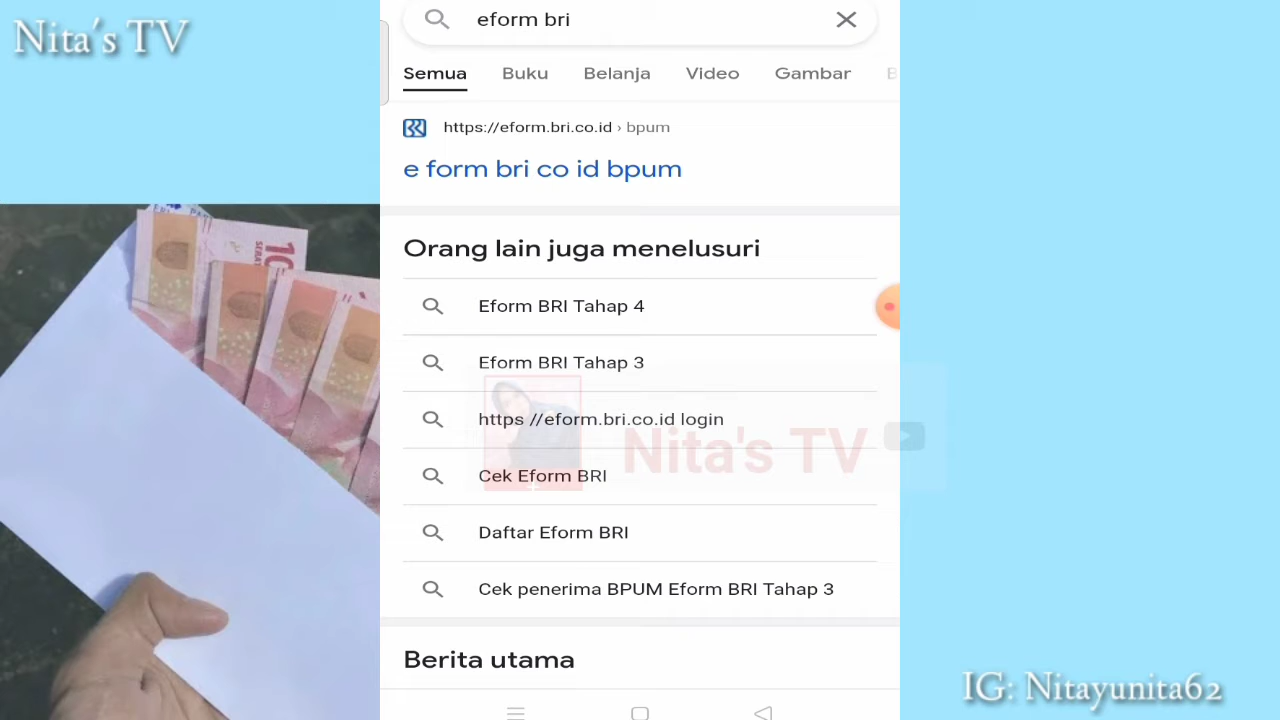 Nita's TV
eform bri
Semua Buku Belanja Video Gambar
https://eform.bri.co.id › bpum
e form bri co id bpum
Orang lain juga menelusuri
Eform BRI Tahap 4
Eform BRI Tahap 3
https //eform.bri.co.id login
Nita's TV
Cek Eform BRI
Daftar Eform BRI
Cek penerima BPUM Eform BRI Tahap 3
Berita utama
IG: Nitayunita62